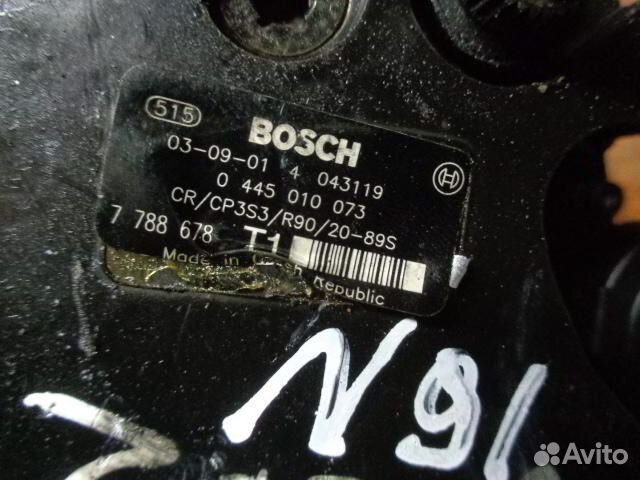 515
BOSCH
03-09-01 4 043119
0 445 010 073
CR/CP3S3/R90/20-89S
7 788 678 T1
Made in Czech Republic
N91
Avito